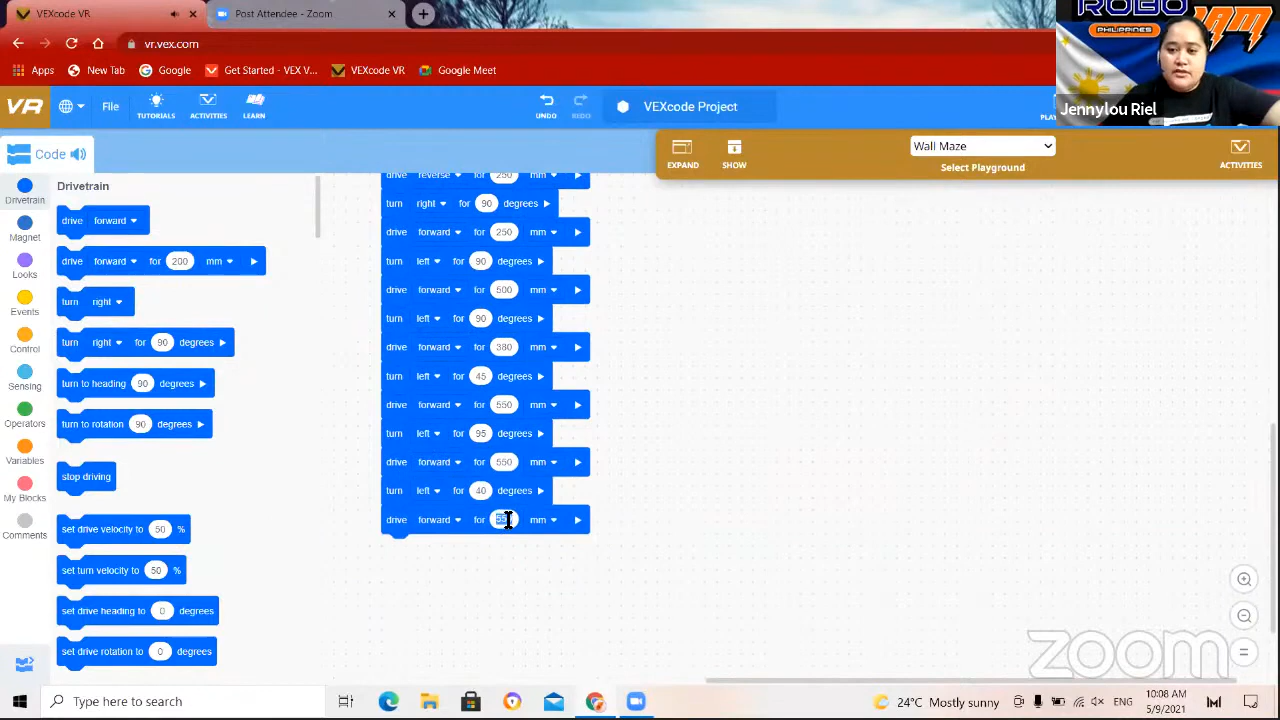 VEXcode VR
Post Attendee - Zoom
vr.vex.com
Apps
New Tab
Google
Get Started - VEX V...
VEXcode VR
Google Meet
ROBO
JAM
PHILIPPINES
Jennylou Riel
VR
File
TUTORIALS
ACTIVITIES
LEARN
UNDO
REDO
VEXcode Project
Code
EXPAND
SHOW
Wall Maze
Select Playground
ACTIVITIES
Drivetrain
Magnet
Looks
Events
Control
Sensing
Operators
Variables
My Blocks
Comments
Drivetrain
drive forward
drive forward for 200 mm
turn right
turn right for 90 degrees
turn to heading 90 degrees
turn to rotation 90 degrees
stop driving
set drive velocity to 50 %
set turn velocity to 50 %
set drive heading to 0 degrees
set drive rotation to 0 degrees
drive reverse for 250 mm
turn right for 90 degrees
drive forward for 250 mm
turn left for 90 degrees
drive forward for 500 mm
turn left for 90 degrees
drive forward for 380 mm
turn left for 45 degrees
drive forward for 550 mm
turn left for 95 degrees
drive forward for 550 mm
turn left for 40 degrees
drive forward for mm
zoom
Type here to search
24°C Mostly sunny
ENG
10:08 AM
5/9/2021